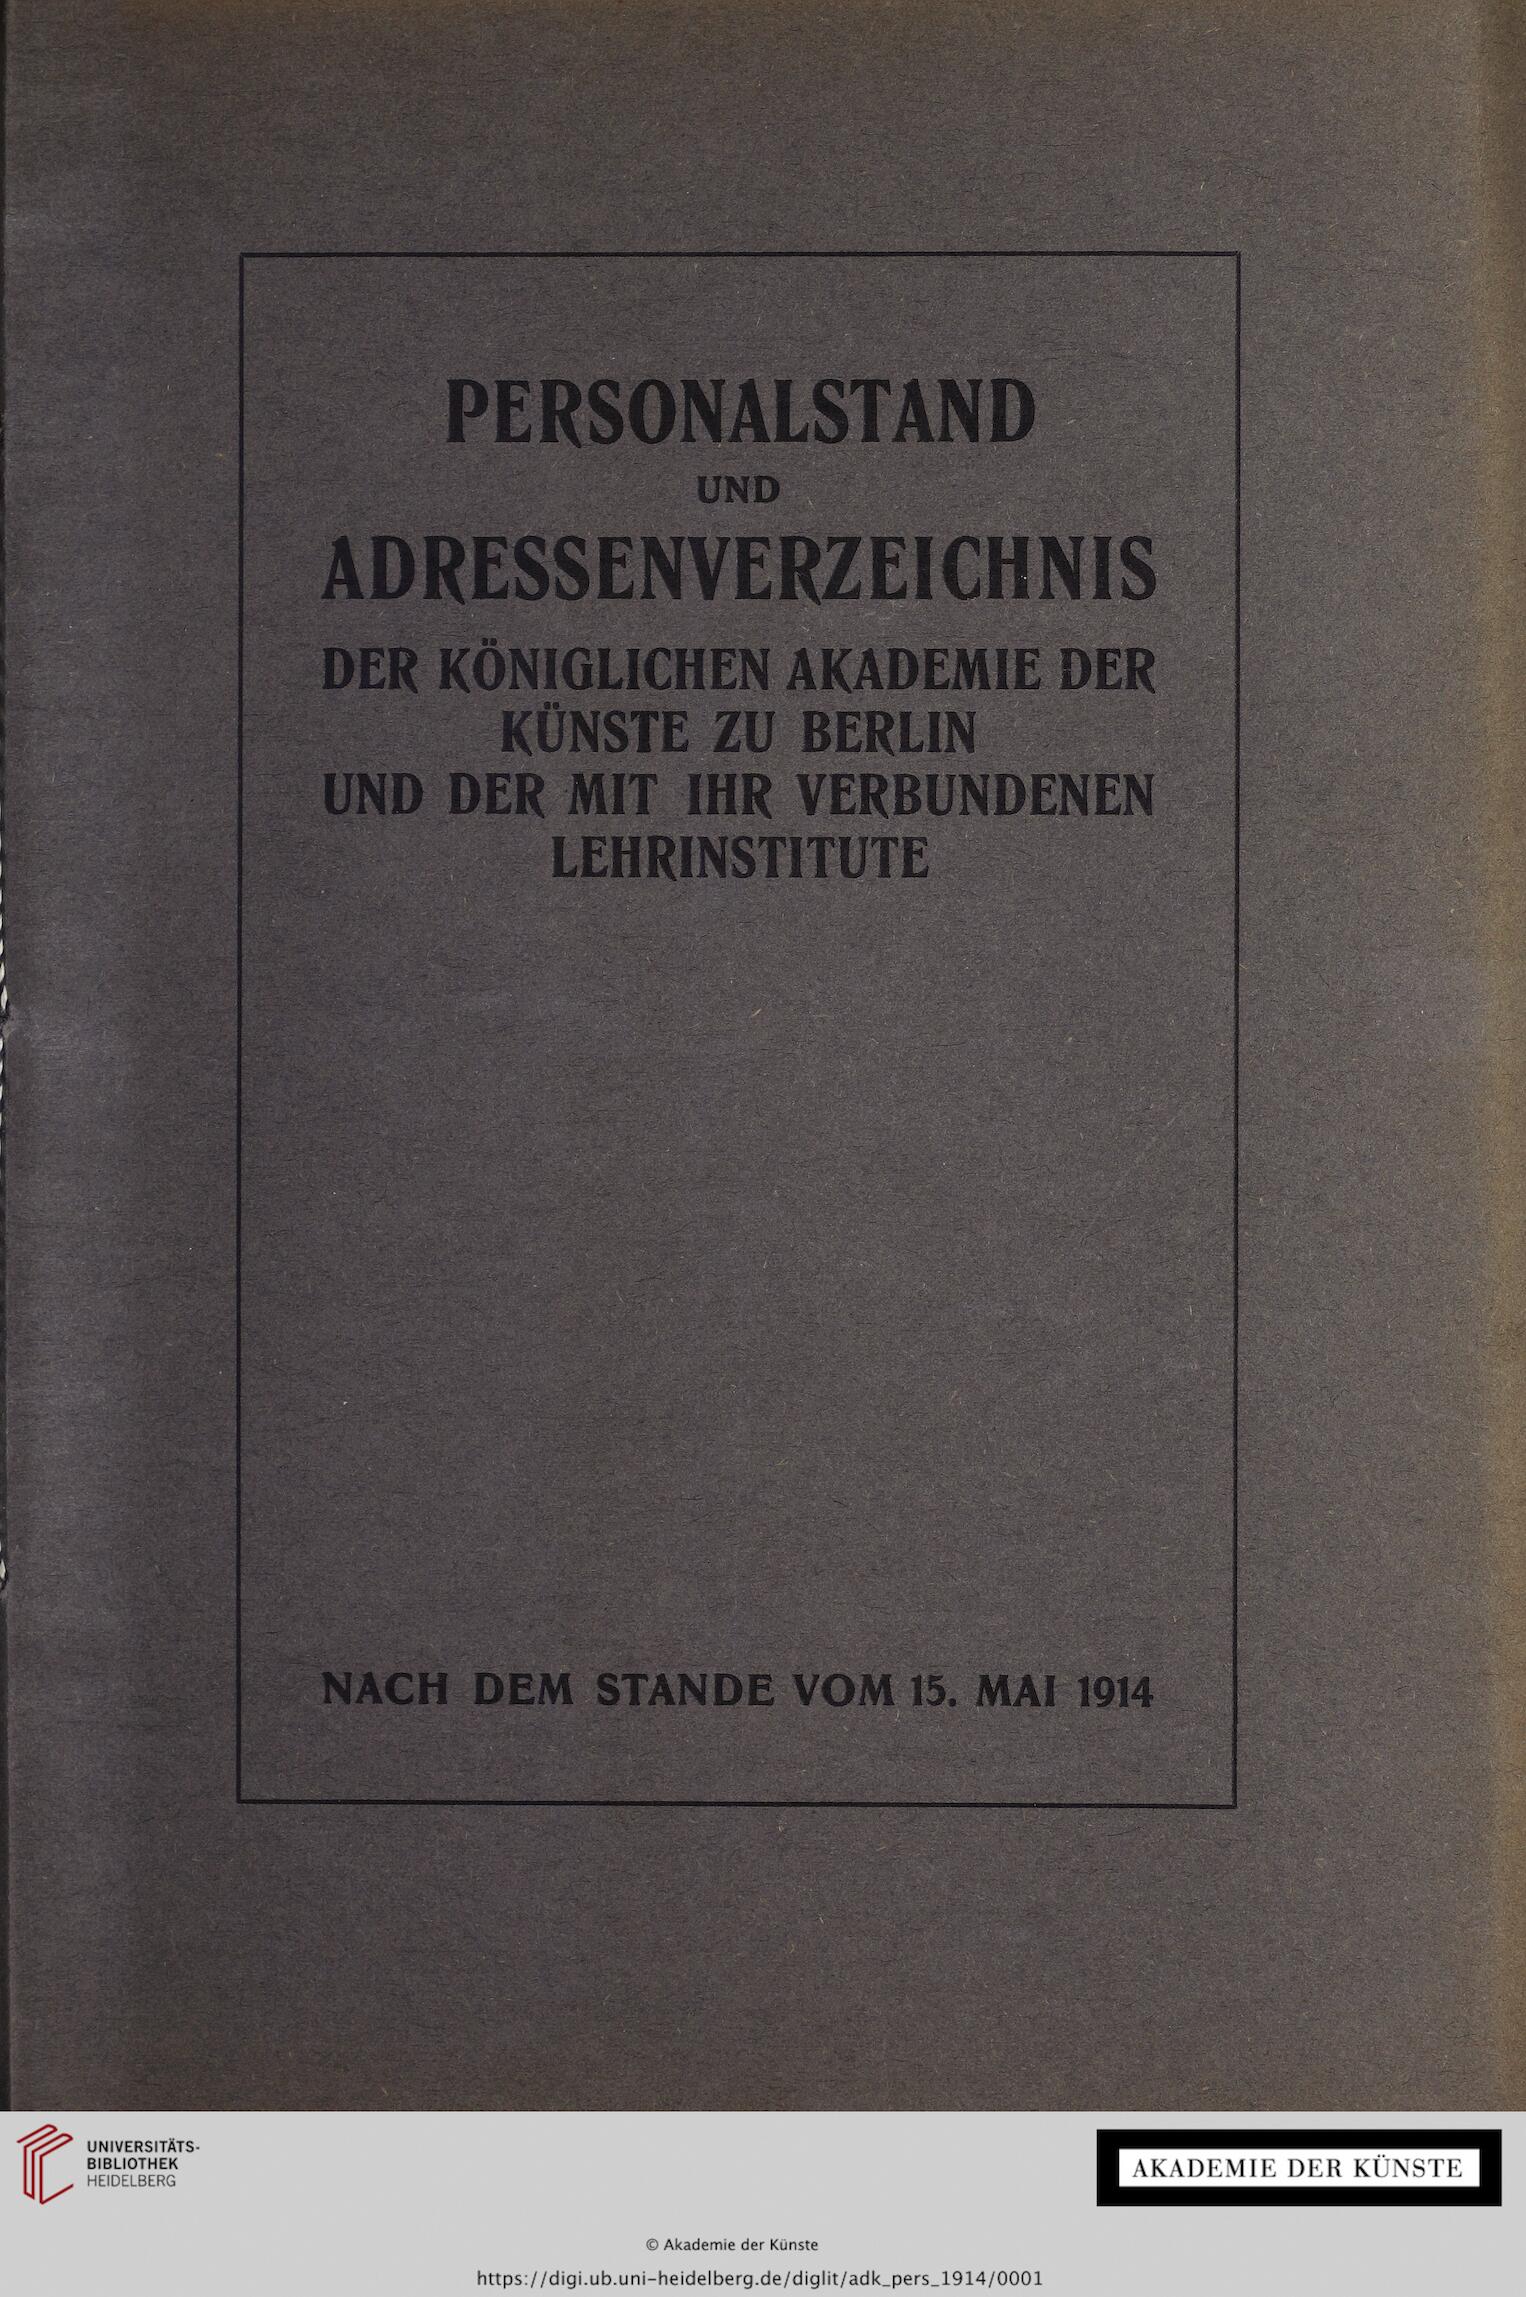 PERSONALSTAND
UND
ADRESSENVERZEICHNIS
DER KÖNIGLICHEN AKADEMIE DER
KÜNSTE ZU BERLIN
UND DER MIT IHR VERBUNDENEN
LEHRINSTITUTE
NACH DEM STANDE VOM 15. MAI 1914
UNIVERSITÄTS-
BIBLIOTHEK
HEIDELBERG
AKADEMIE DER KÜNSTE
© Akademie der Künste
https://digi.ub.uni-heidelberg.de/diglit/adk_pers_1914/0001